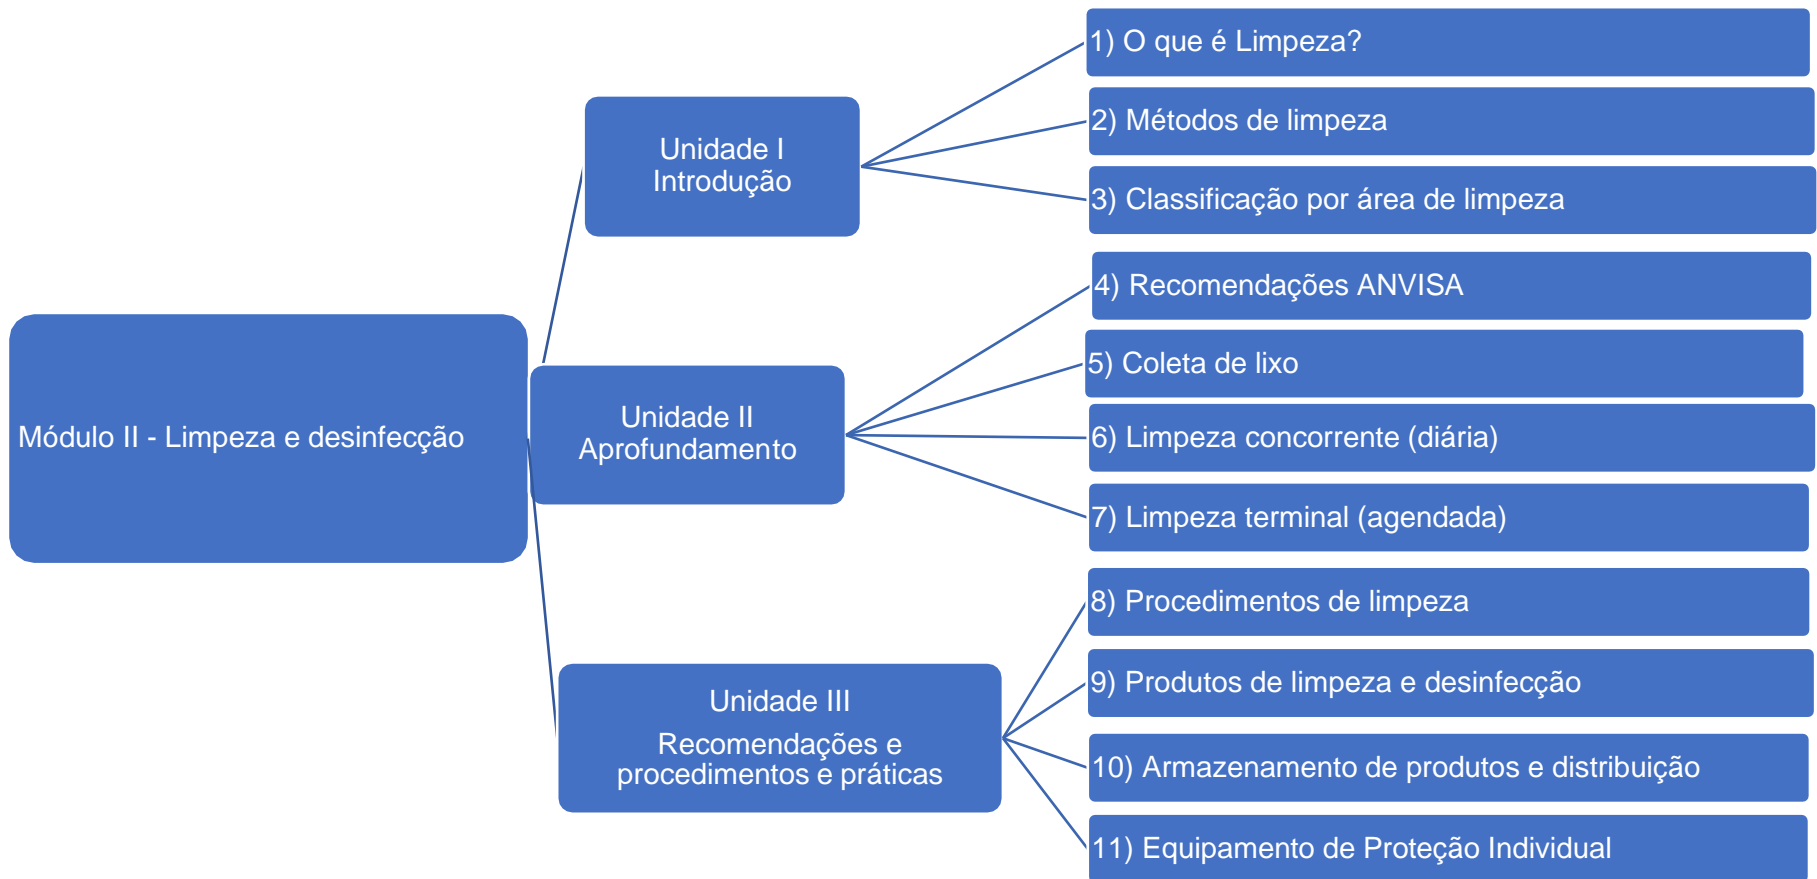 Módulo II - Limpeza e desinfecção
Unidade I
Introdução
1) O que é Limpeza?
2) Métodos de limpeza
3) Classificação por área de limpeza
Unidade II
Aprofundamento
4) Recomendações ANVISA
5) Coleta de lixo
6) Limpeza concorrente (diária)
7) Limpeza terminal (agendada)
Unidade III
Recomendações e
procedimentos e práticas
8) Procedimentos de limpeza
9) Produtos de limpeza e desinfecção
10) Armazenamento de produtos e distribuição
11) Equipamento de Proteção Individual